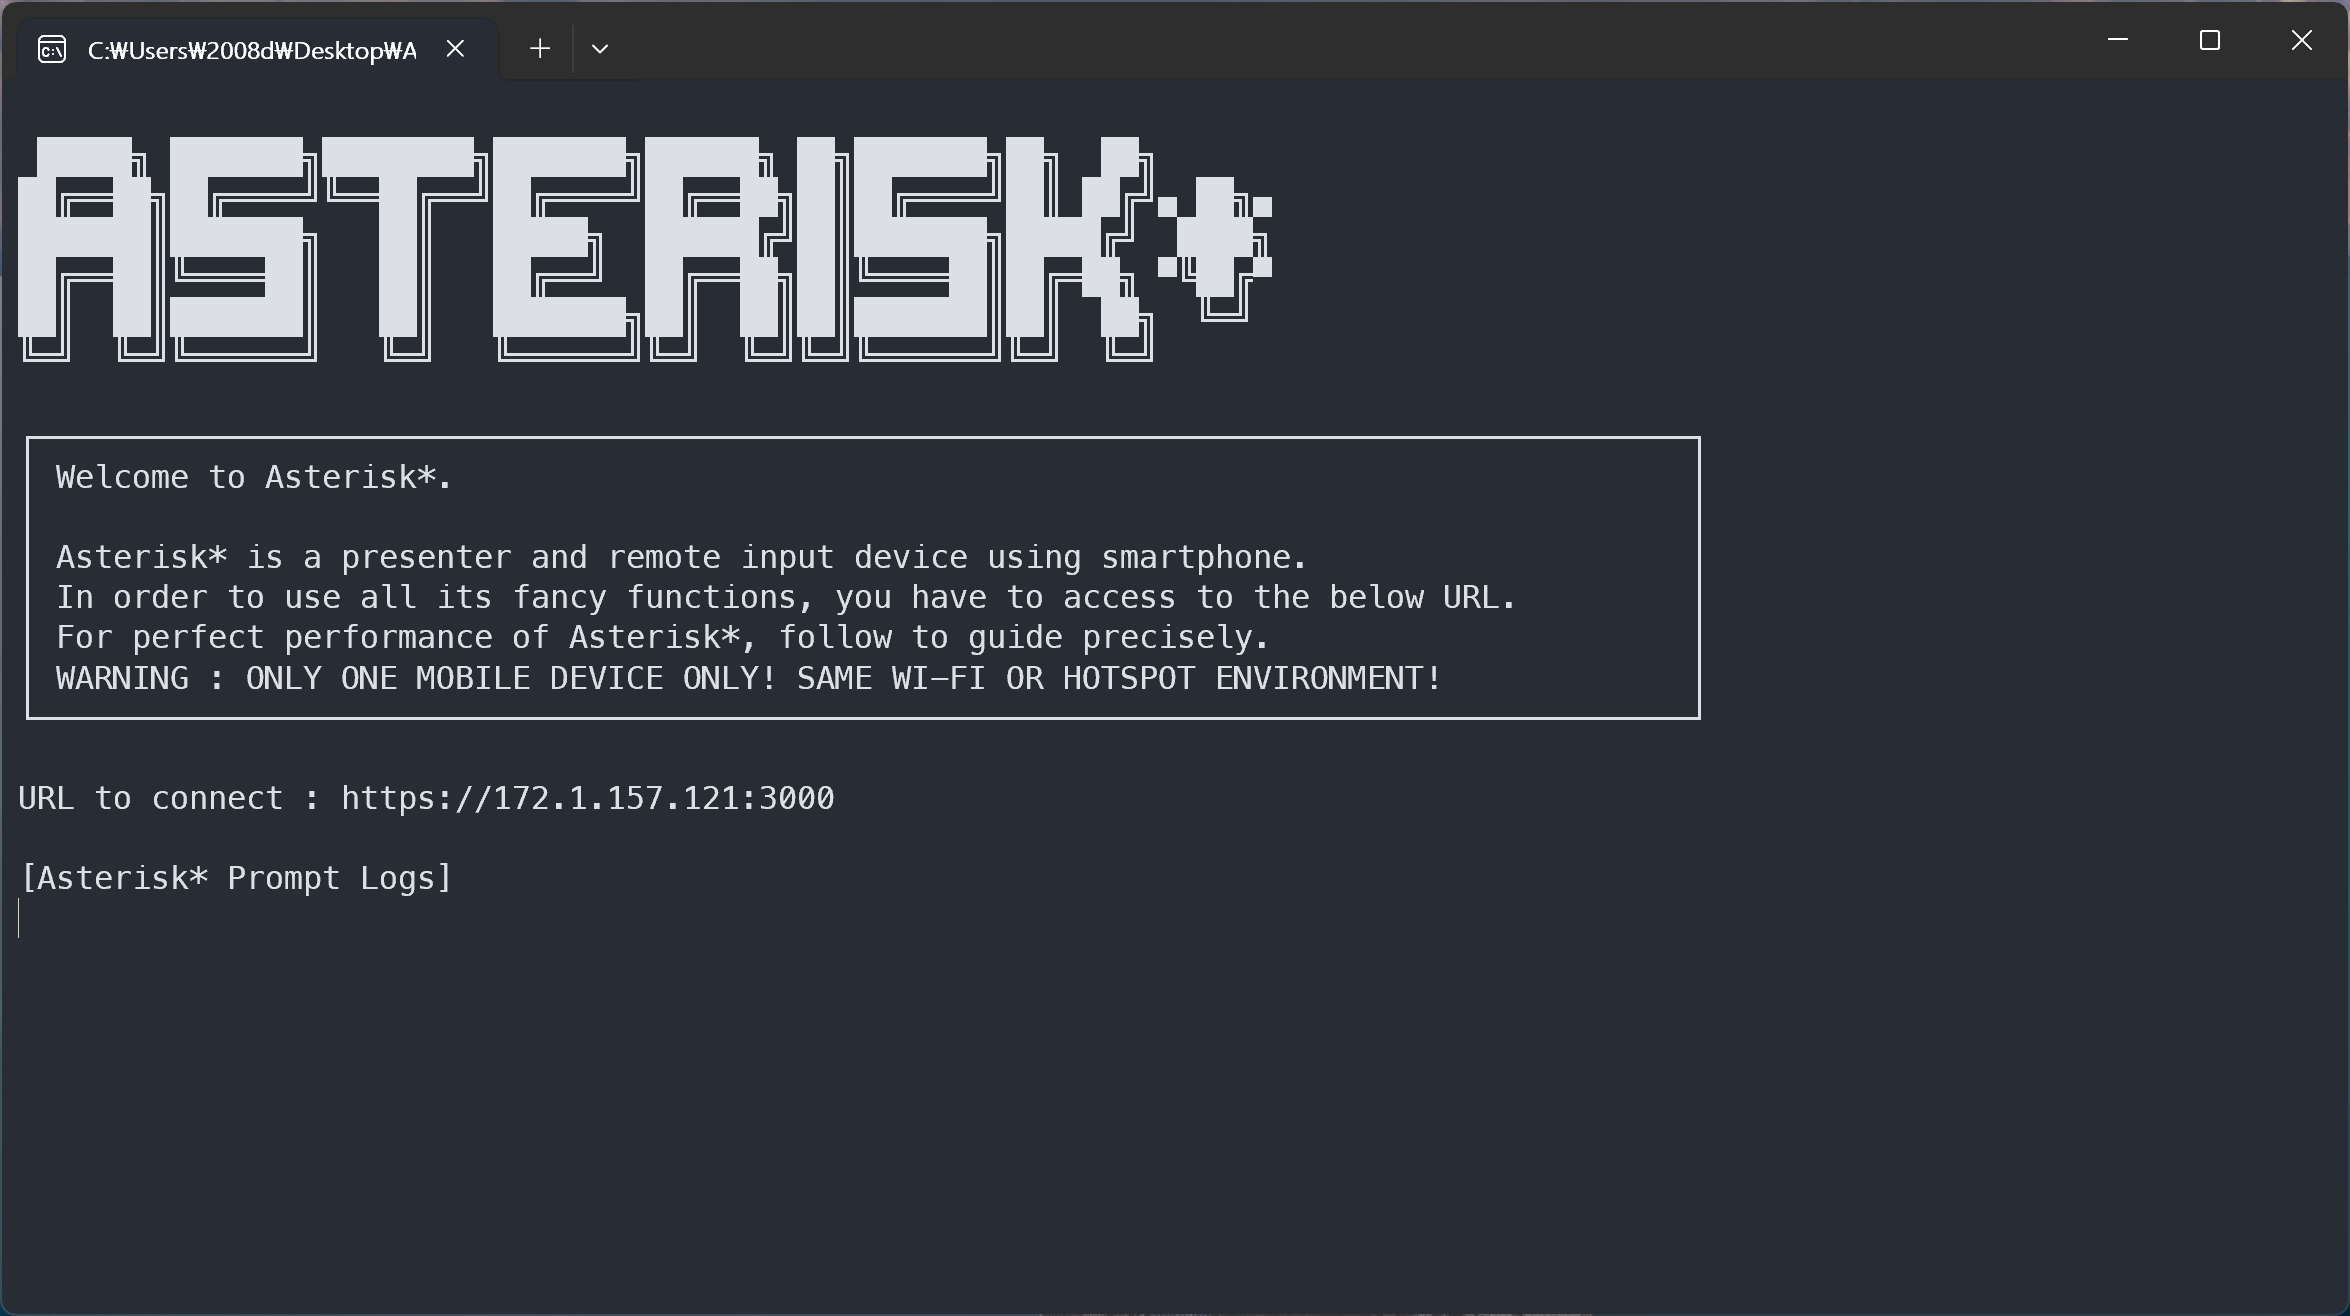 C:₩Users₩2008d₩Desktop₩A
ASTERISK*
Welcome to Asterisk*.
Asterisk* is a presenter and remote input device using smartphone.
In order to use all its fancy functions, you have to access to the below URL.
For perfect performance of Asterisk*, follow to guide precisely.
WARNING : ONLY ONE MOBILE DEVICE ONLY! SAME WI-FI OR HOTSPOT ENVIRONMENT!
URL to connect : https://172.1.157.121:3000
[Asterisk* Prompt Logs]